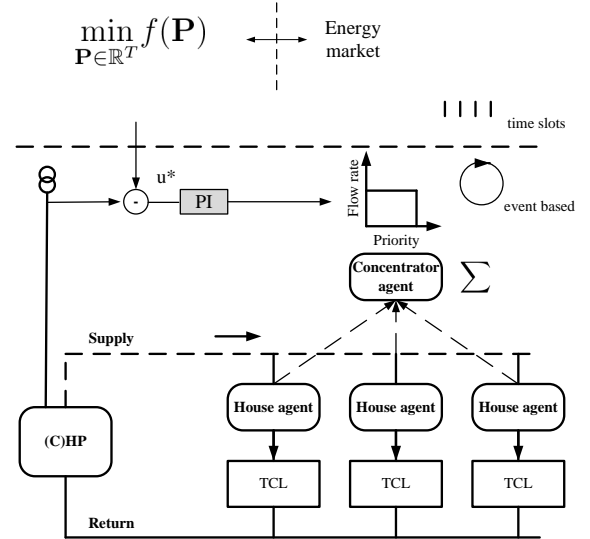 min f(P)
P∈ℝ^T
Energy
market
time slots
u*
-
PI
Flow rate
Priority
event based
Concentrator
agent
∑
Supply
House agent
House agent
House agent
(C)HP
TCL
TCL
TCL
Return